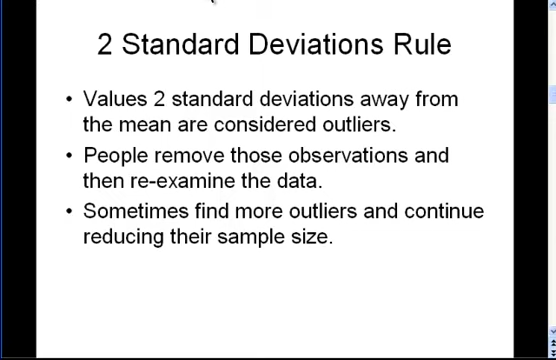 2 Standard Deviations Rule
• Values 2 standard deviations away from
the mean are considered outliers.
• People remove those observations and
then re-examine the data.
• Sometimes find more outliers and continue
reducing their sample size.